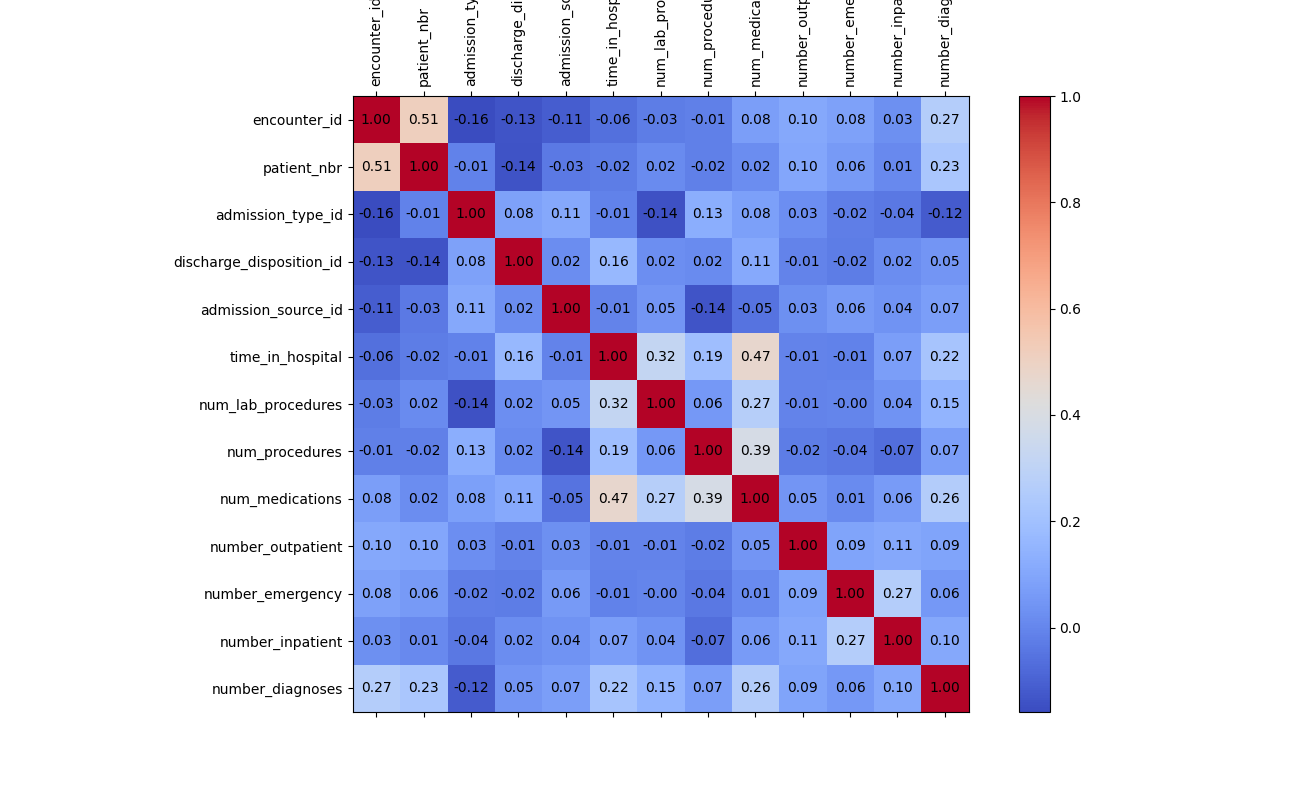 encounter_id patient_nbr admission_ty discharge_di admission_so time_in_hosp num_lab_pro num_procedu num_medica number_outp number_eme number_inpa number_diag
1.0
encounter_id 1.00 0.51 -0.16 -0.13 -0.11 -0.06 -0.03 -0.01 0.08 0.10 0.08 0.03 0.27
patient_nbr 0.51 1.00 -0.01 -0.14 -0.03 -0.02 0.02 -0.02 0.02 0.10 0.06 0.01 0.23
0.8
admission_type_id -0.16 -0.01 1.00 0.08 0.11 -0.01 -0.14 0.13 0.08 0.03 -0.02 -0.04 -0.12
discharge_disposition_id -0.13 -0.14 0.08 1.00 0.02 0.16 0.02 0.02 0.11 -0.01 -0.02 0.02 0.05
admission_source_id -0.11 -0.03 0.11 0.02 1.00 -0.01 0.05 -0.14 -0.05 0.03 0.06 0.04 0.07
0.6
time_in_hospital -0.06 -0.02 -0.01 0.16 -0.01 1.00 0.32 0.19 0.47 -0.01 -0.01 0.07 0.22
num_lab_procedures -0.03 0.02 -0.14 0.02 0.05 0.32 1.00 0.06 0.27 -0.01 -0.00 0.04 0.15
0.4
num_procedures -0.01 -0.02 0.13 0.02 -0.14 0.19 0.06 1.00 0.39 -0.02 -0.04 -0.07 0.07
num_medications 0.08 0.02 0.08 0.11 -0.05 0.47 0.27 0.39 1.00 0.05 0.01 0.06 0.26
0.2
number_outpatient 0.10 0.10 0.03 -0.01 0.03 -0.01 -0.01 -0.02 0.05 1.00 0.09 0.11 0.09
number_emergency 0.08 0.06 -0.02 -0.02 0.06 -0.01 -0.00 -0.04 0.01 0.09 1.00 0.27 0.06
0.0
number_inpatient 0.03 0.01 -0.04 0.02 0.04 0.07 0.04 -0.07 0.06 0.11 0.27 1.00 0.10
number_diagnoses 0.27 0.23 -0.12 0.05 0.07 0.22 0.15 0.07 0.26 0.09 0.06 0.10 1.00